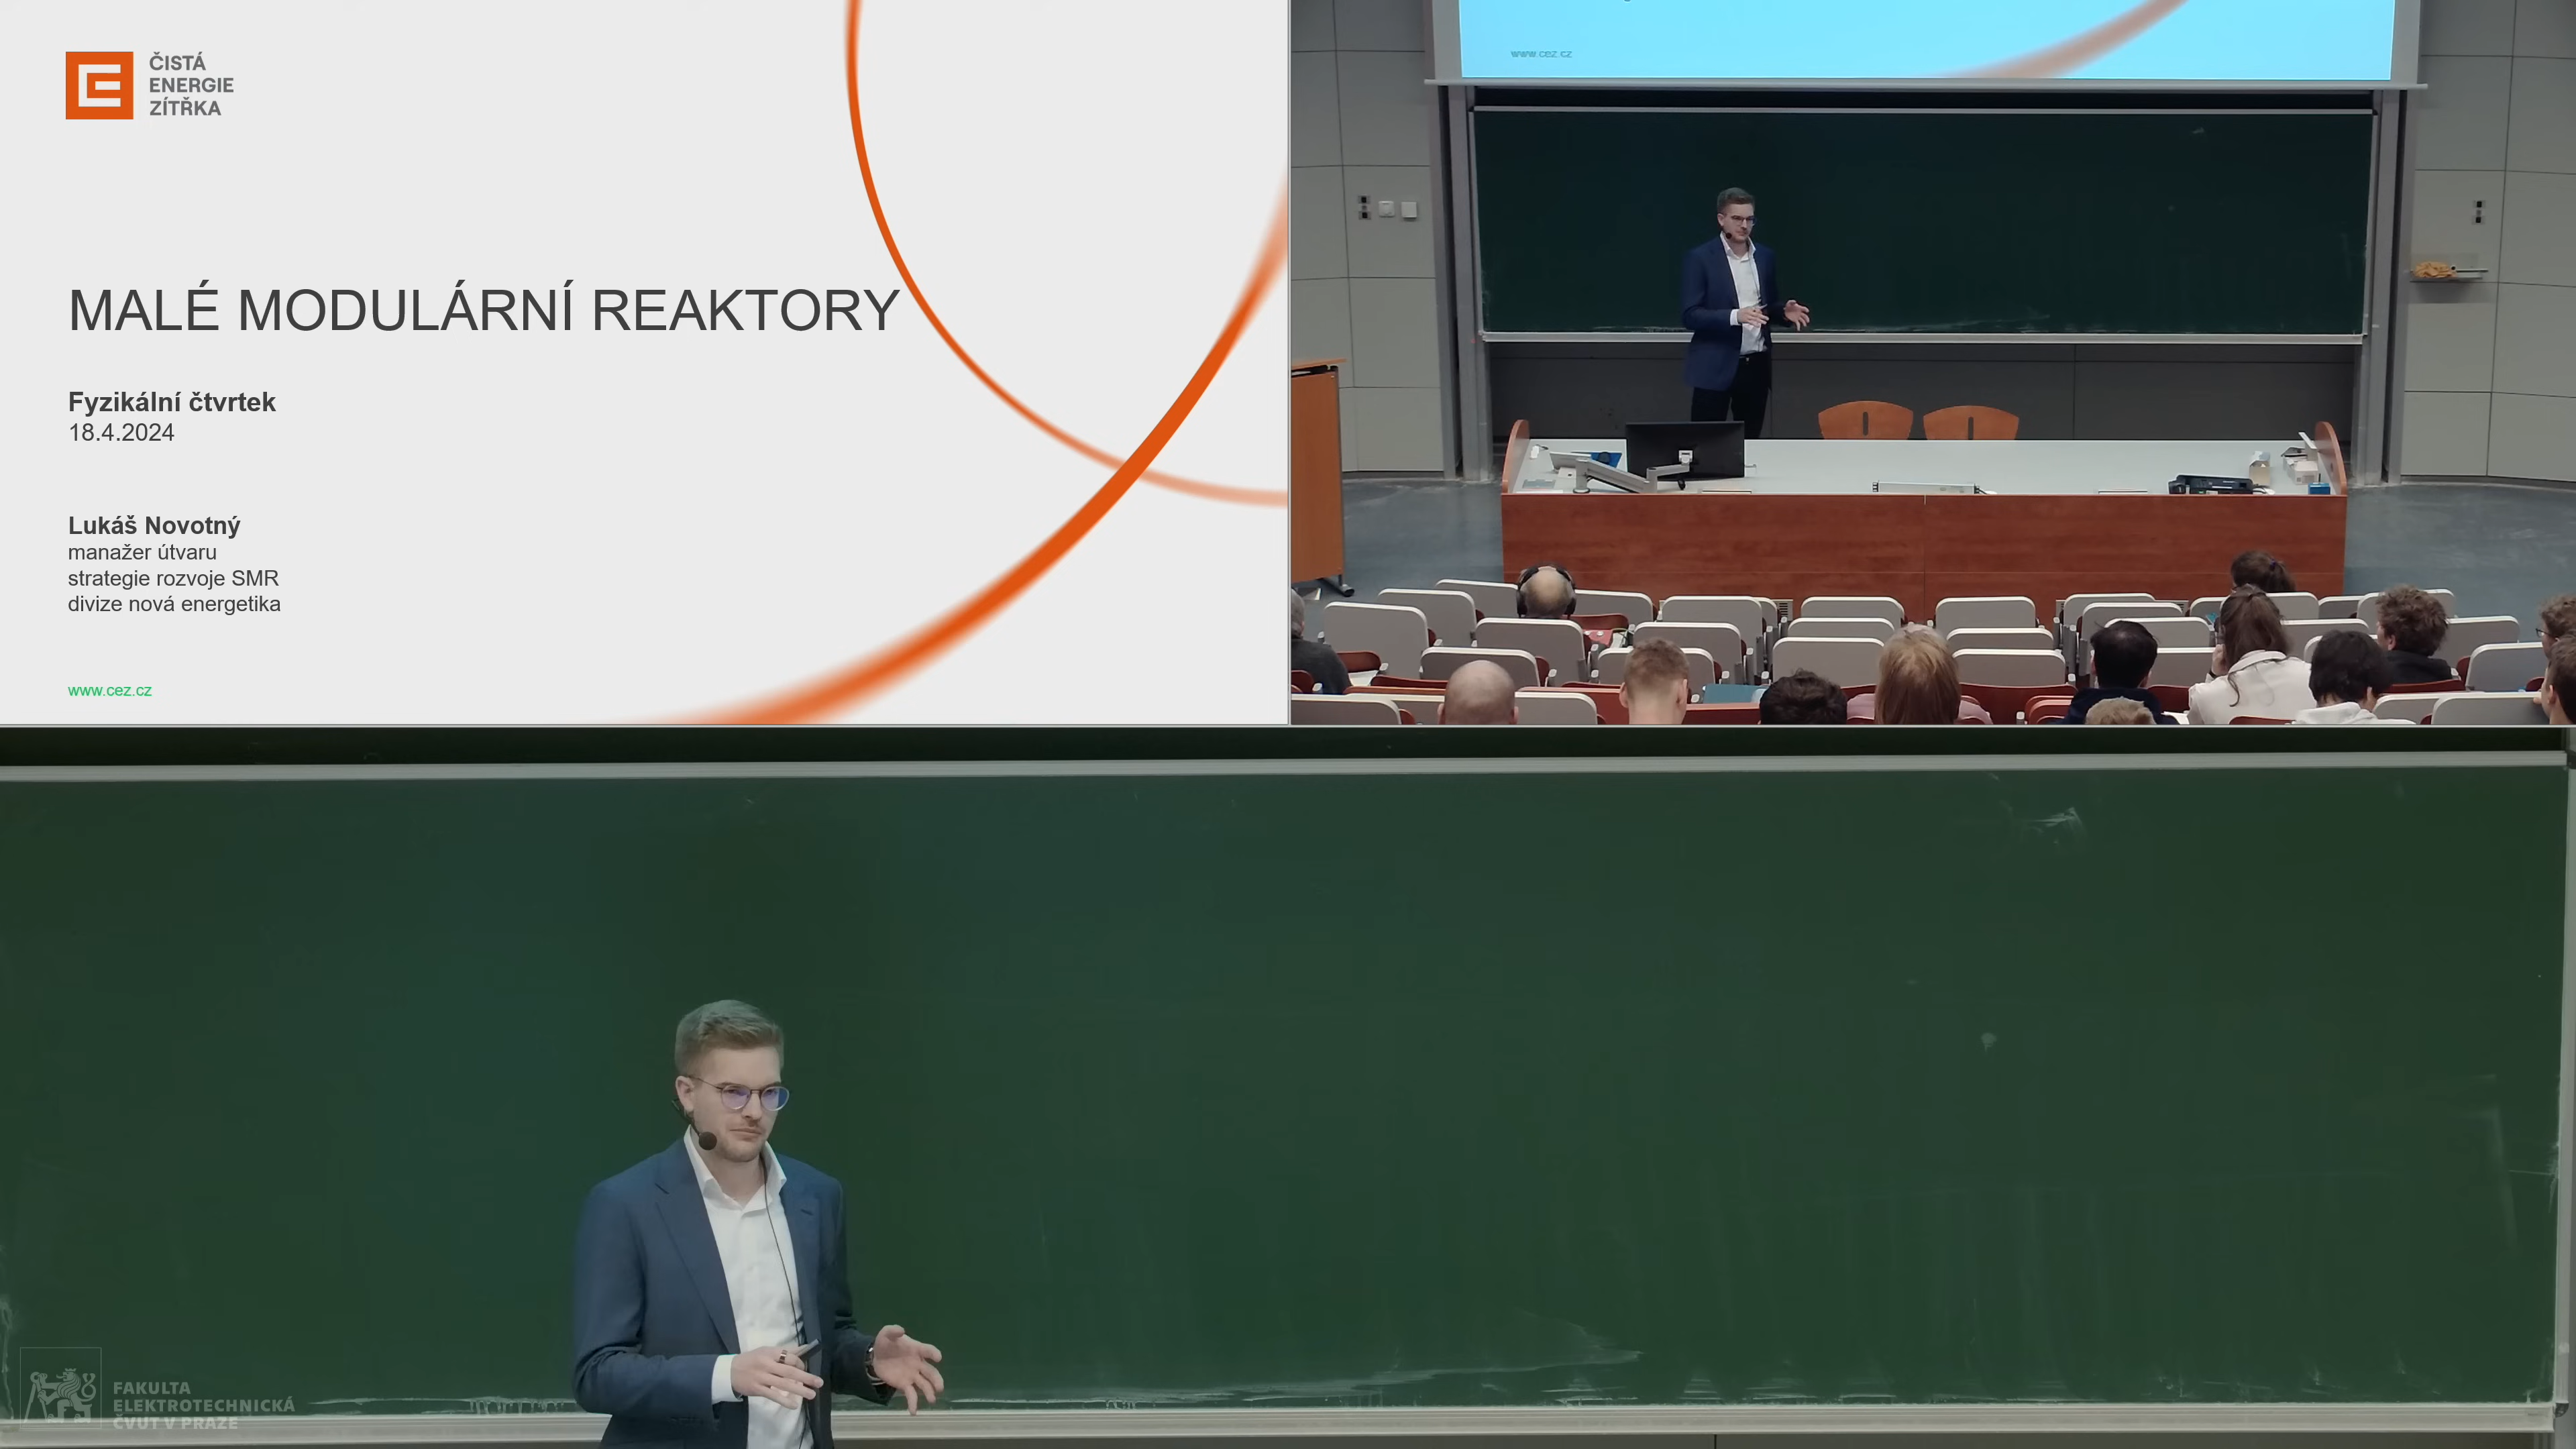 ČISTÁ
ENERGIE
ZÍTŘKA
MALÉ MODULÁRNÍ REAKTORY
Fyzikální čtvrtek
18.4.2024
Lukáš Novotný
manažer útvaru
strategie rozvoje SMR
divize nová energetika
www.cez.cz
www.cez.cz
FAKULTA
ELEKTROTECHNICKÁ
ČVUT V PRAZE